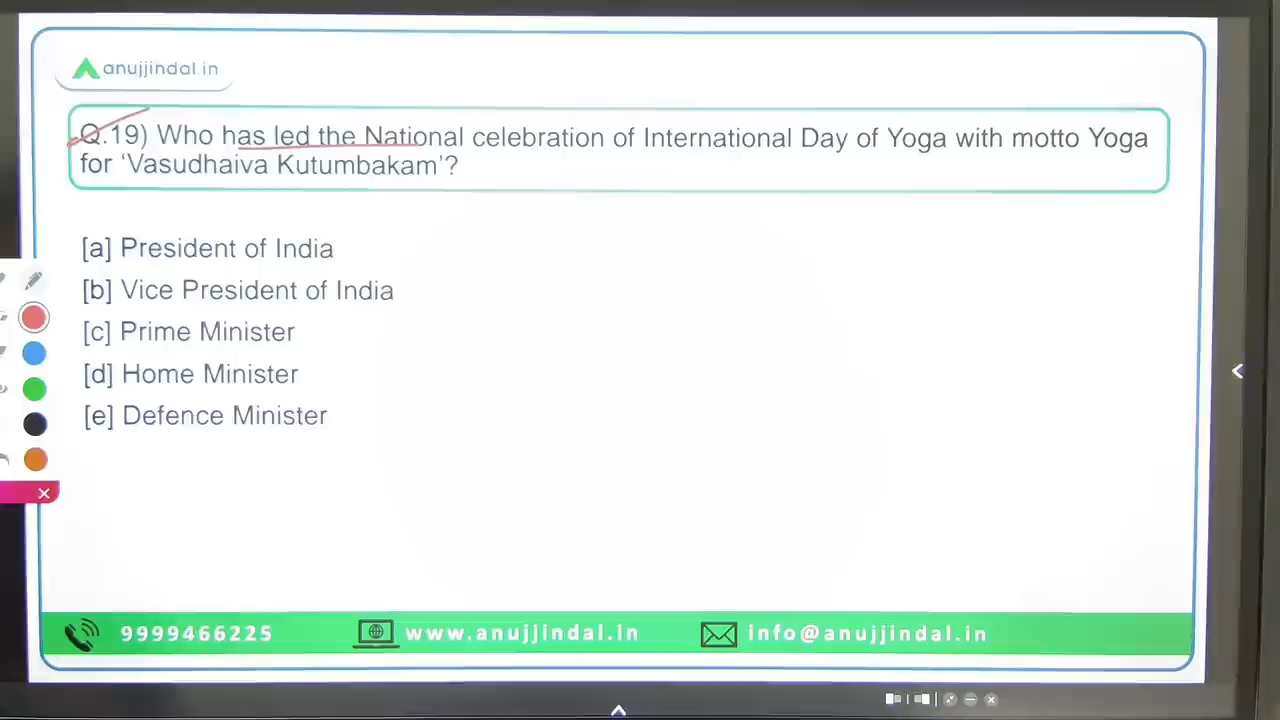 anujjindal.in
Q.19) Who has led the National celebration of International Day of Yoga with motto Yoga
for ‘Vasudhaiva Kutumbakam’?
[a] President of India
[b] Vice President of India
[c] Prime Minister
[d] Home Minister
[e] Defence Minister
9999466225 www.anujjindal.in info@anujjindal.in